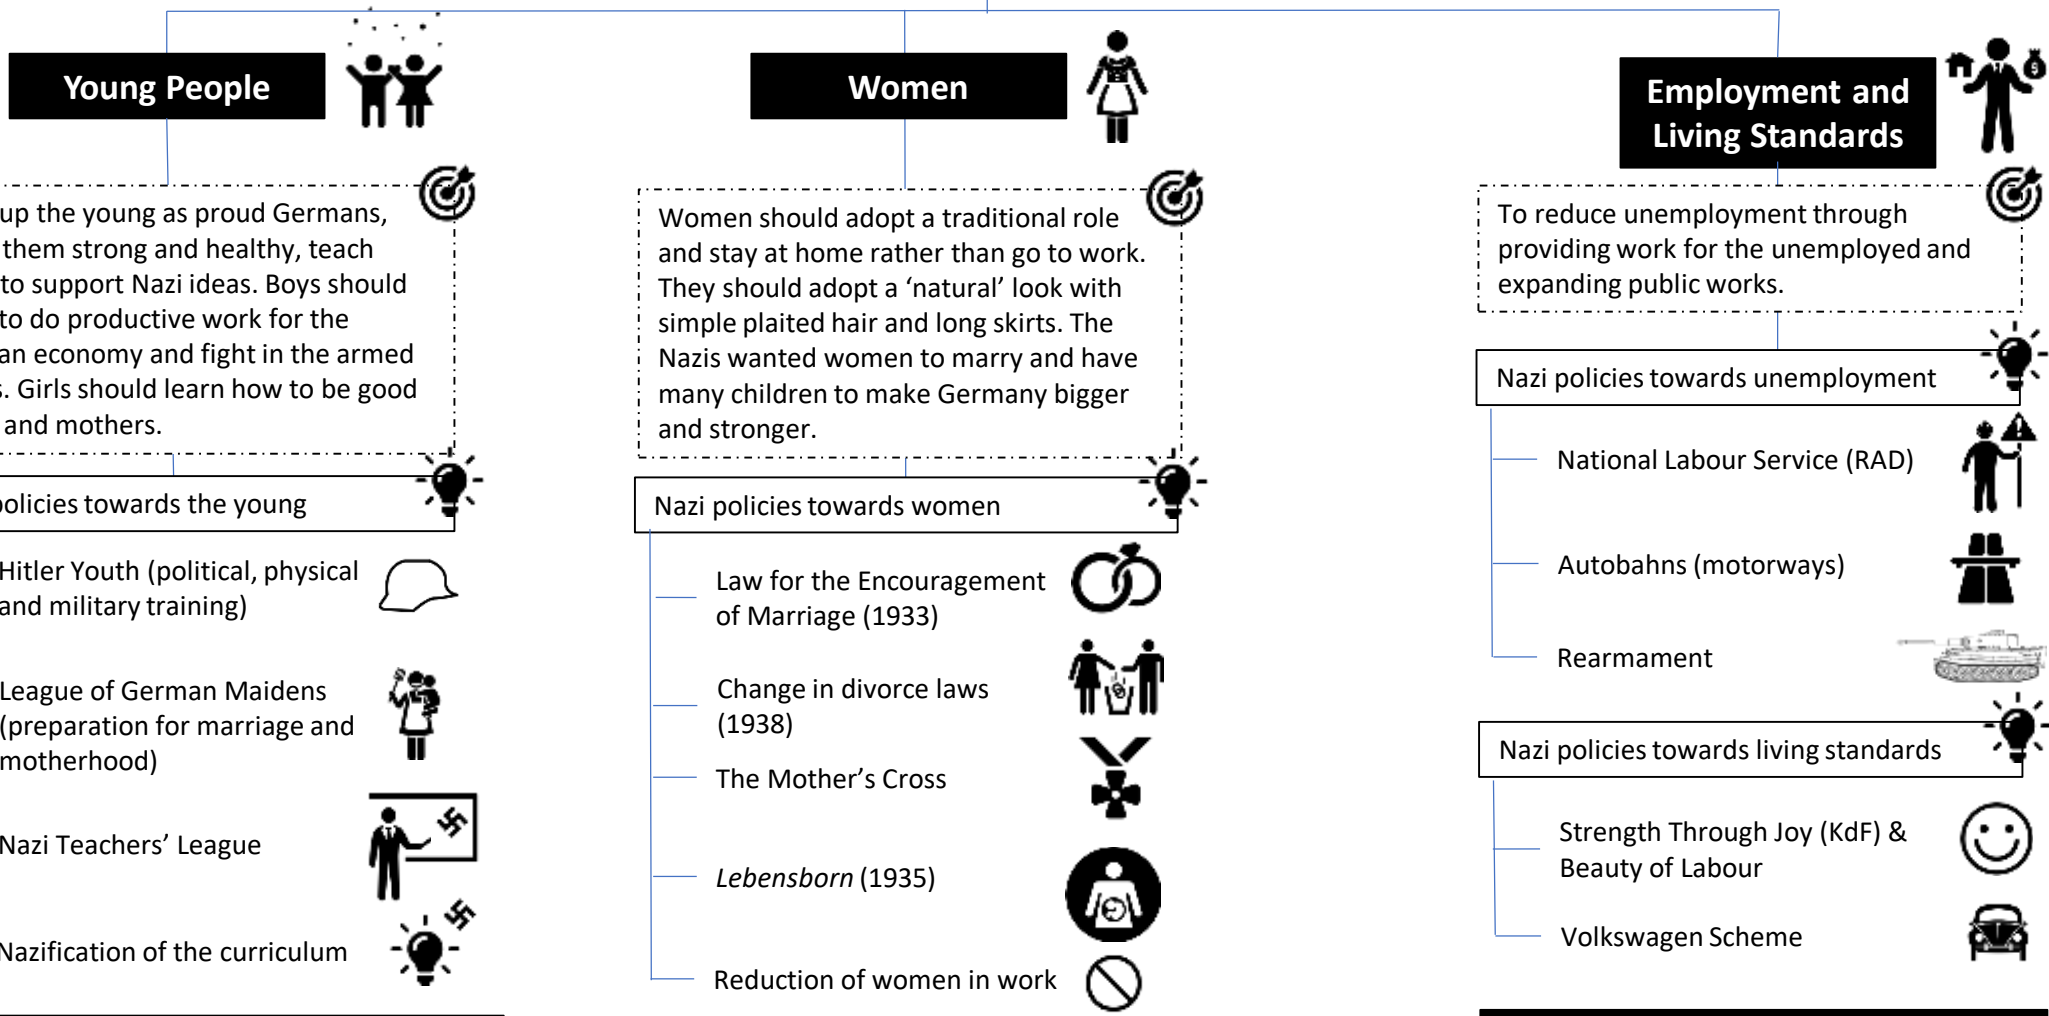 Young People
up the young as proud Germans,
them strong and healthy, teach
to support Nazi ideas. Boys should
to do productive work for the
an economy and fight in the armed
s. Girls should learn how to be good
and mothers.
policies towards the young
Hitler Youth (political, physical
and military training)
League of German Maidens
(preparation for marriage and
motherhood)
Nazi Teachers’ League
Nazification of the curriculum
Women
Women should adopt a traditional role
and stay at home rather than go to work.
They should adopt a ‘natural’ look with
simple plaited hair and long skirts. The
Nazis wanted women to marry and have
many children to make Germany bigger
and stronger.
Nazi policies towards women
Law for the Encouragement
of Marriage (1933)
Change in divorce laws
(1938)
The Mother’s Cross
Lebensborn (1935)
Reduction of women in work
Employment and
Living Standards
To reduce unemployment through
providing work for the unemployed and
expanding public works.
Nazi policies towards unemployment
National Labour Service (RAD)
Autobahns (motorways)
Rearmament
Nazi policies towards living standards
Strength Through Joy (KdF) &
Beauty of Labour
Volkswagen Scheme